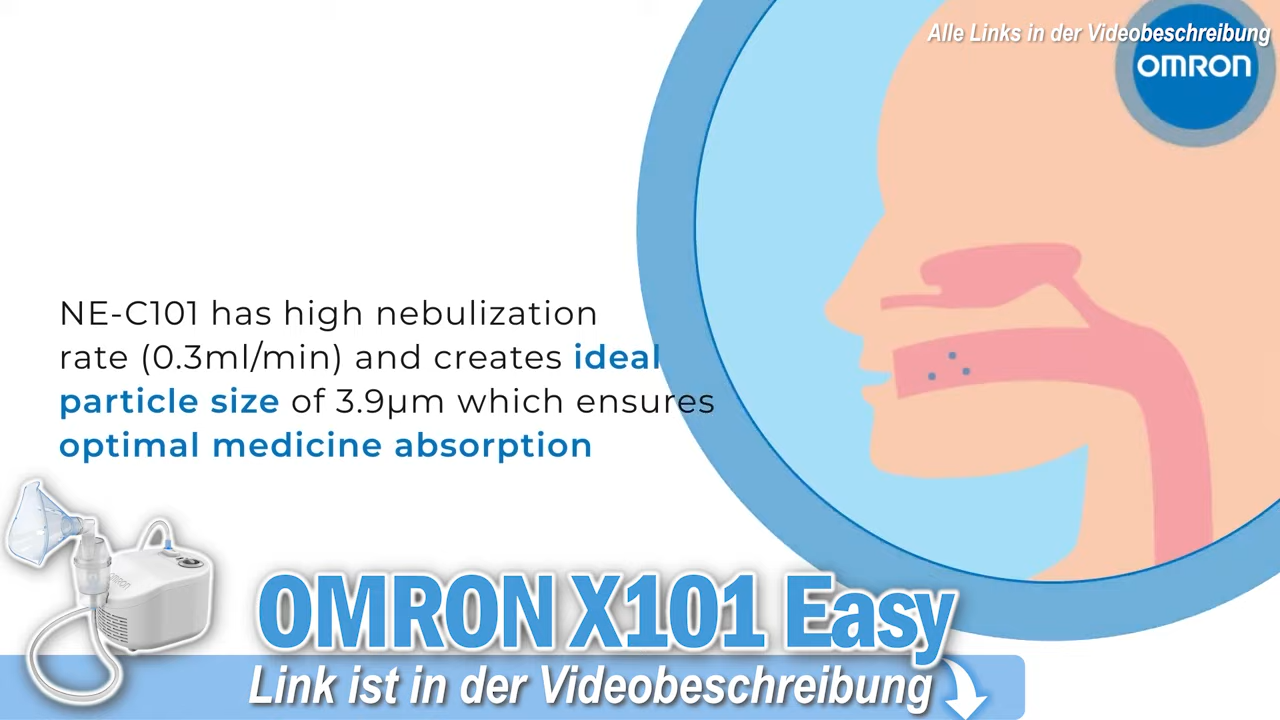 Alle Links in der Videobeschreibung
OMRON
NE-C101 has high nebulization
rate (0.3ml/min) and creates ideal
particle size of 3.9µm which ensures
optimal medicine absorption
OMRON
OMRON X101 Easy
Link ist in der Videobeschreibung